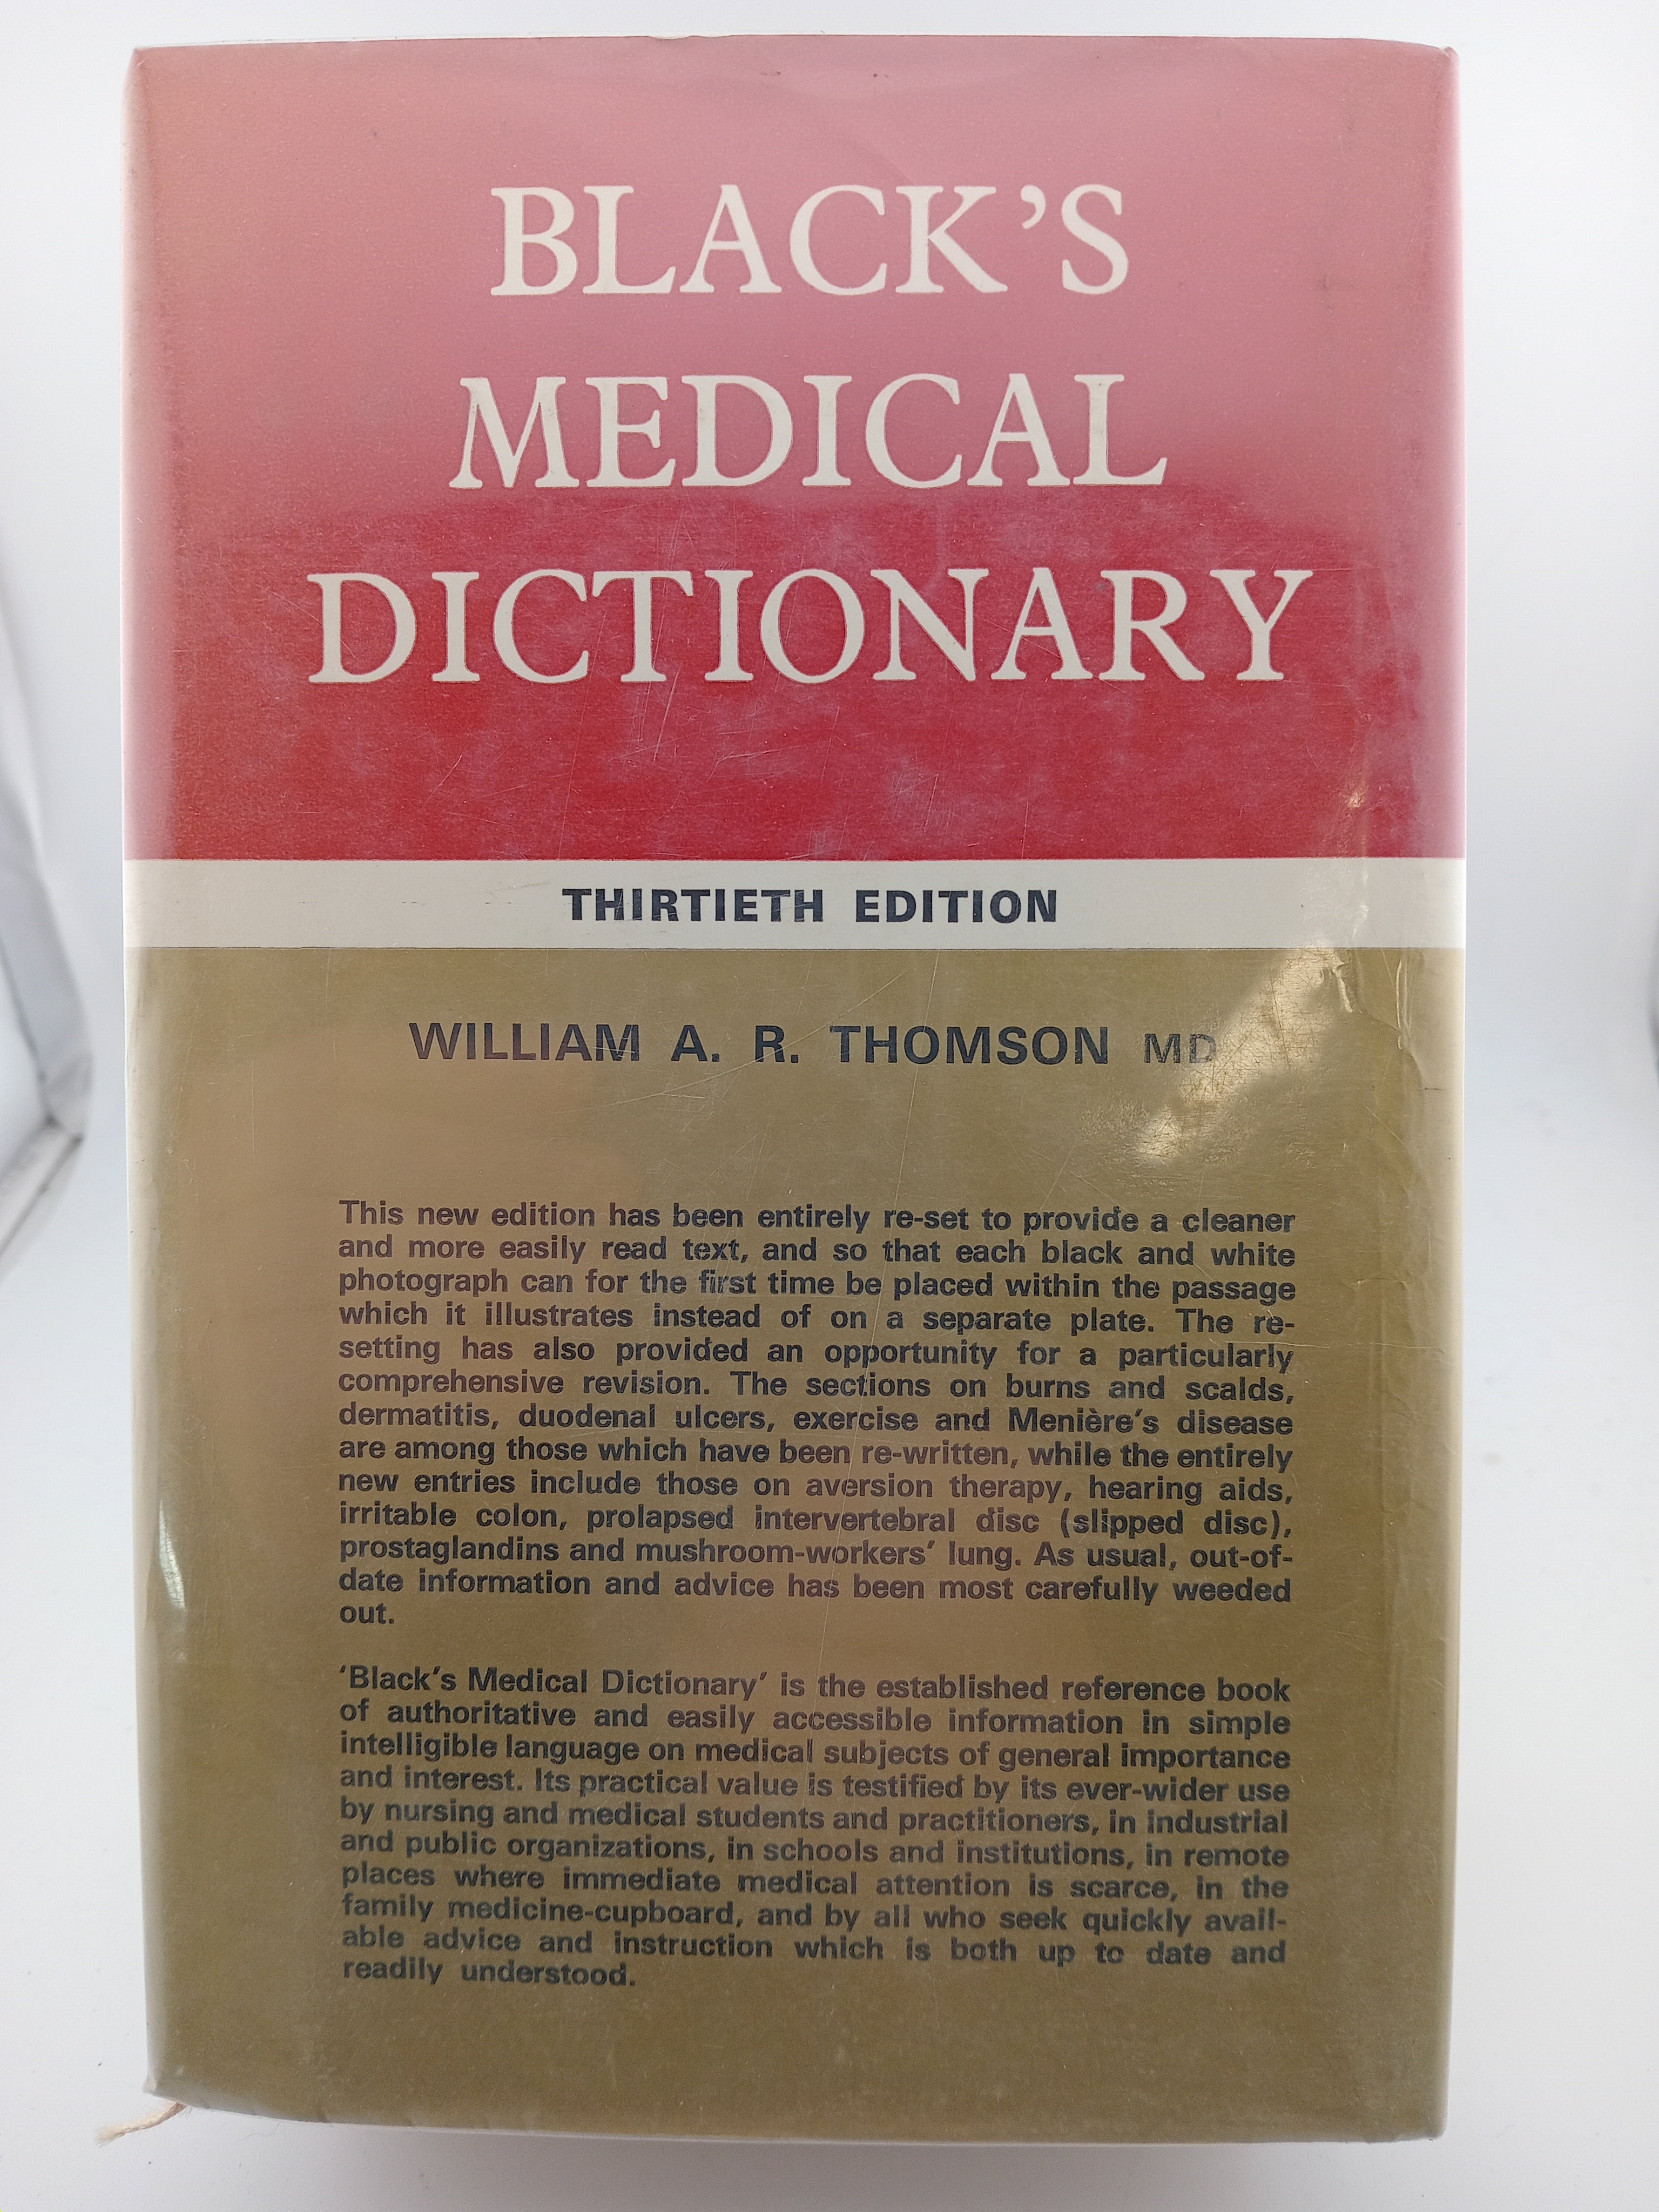 BLACK’S
MEDICAL
DICTIONARY
THIRTIETH EDITION
WILLIAM A. R. THOMSON MD
This new edition has been entirely re-set to provide a cleaner
and more easily read text, and so that each black and white
photograph can for the first time be placed within the passage
which it illustrates instead of on a separate plate. The re-
setting has also provided an opportunity for a particularly
comprehensive revision. The sections on burns and scalds,
dermatitis, duodenal ulcers, exercise and Menière’s disease
are among those which have been re-written, while the entirely
new entries include those on aversion therapy, hearing aids,
irritable colon, prolapsed intervertebral disc (slipped disc),
prostaglandins and mushroom-workers’ lung. As usual, out-of-
date information and advice has been most carefully weeded
out.
‘Black’s Medical Dictionary’ is the established reference book
of authoritative and easily accessible information in simple
intelligible language on medical subjects of general importance
and interest. Its practical value is testified by its ever-wider use
by nursing and medical students and practitioners, in industrial
and public organizations, in schools and institutions, in remote
places where immediate medical attention is scarce, in the
family medicine-cupboard, and by all who seek quickly avail-
able advice and instruction which is both up to date and
readily understood.